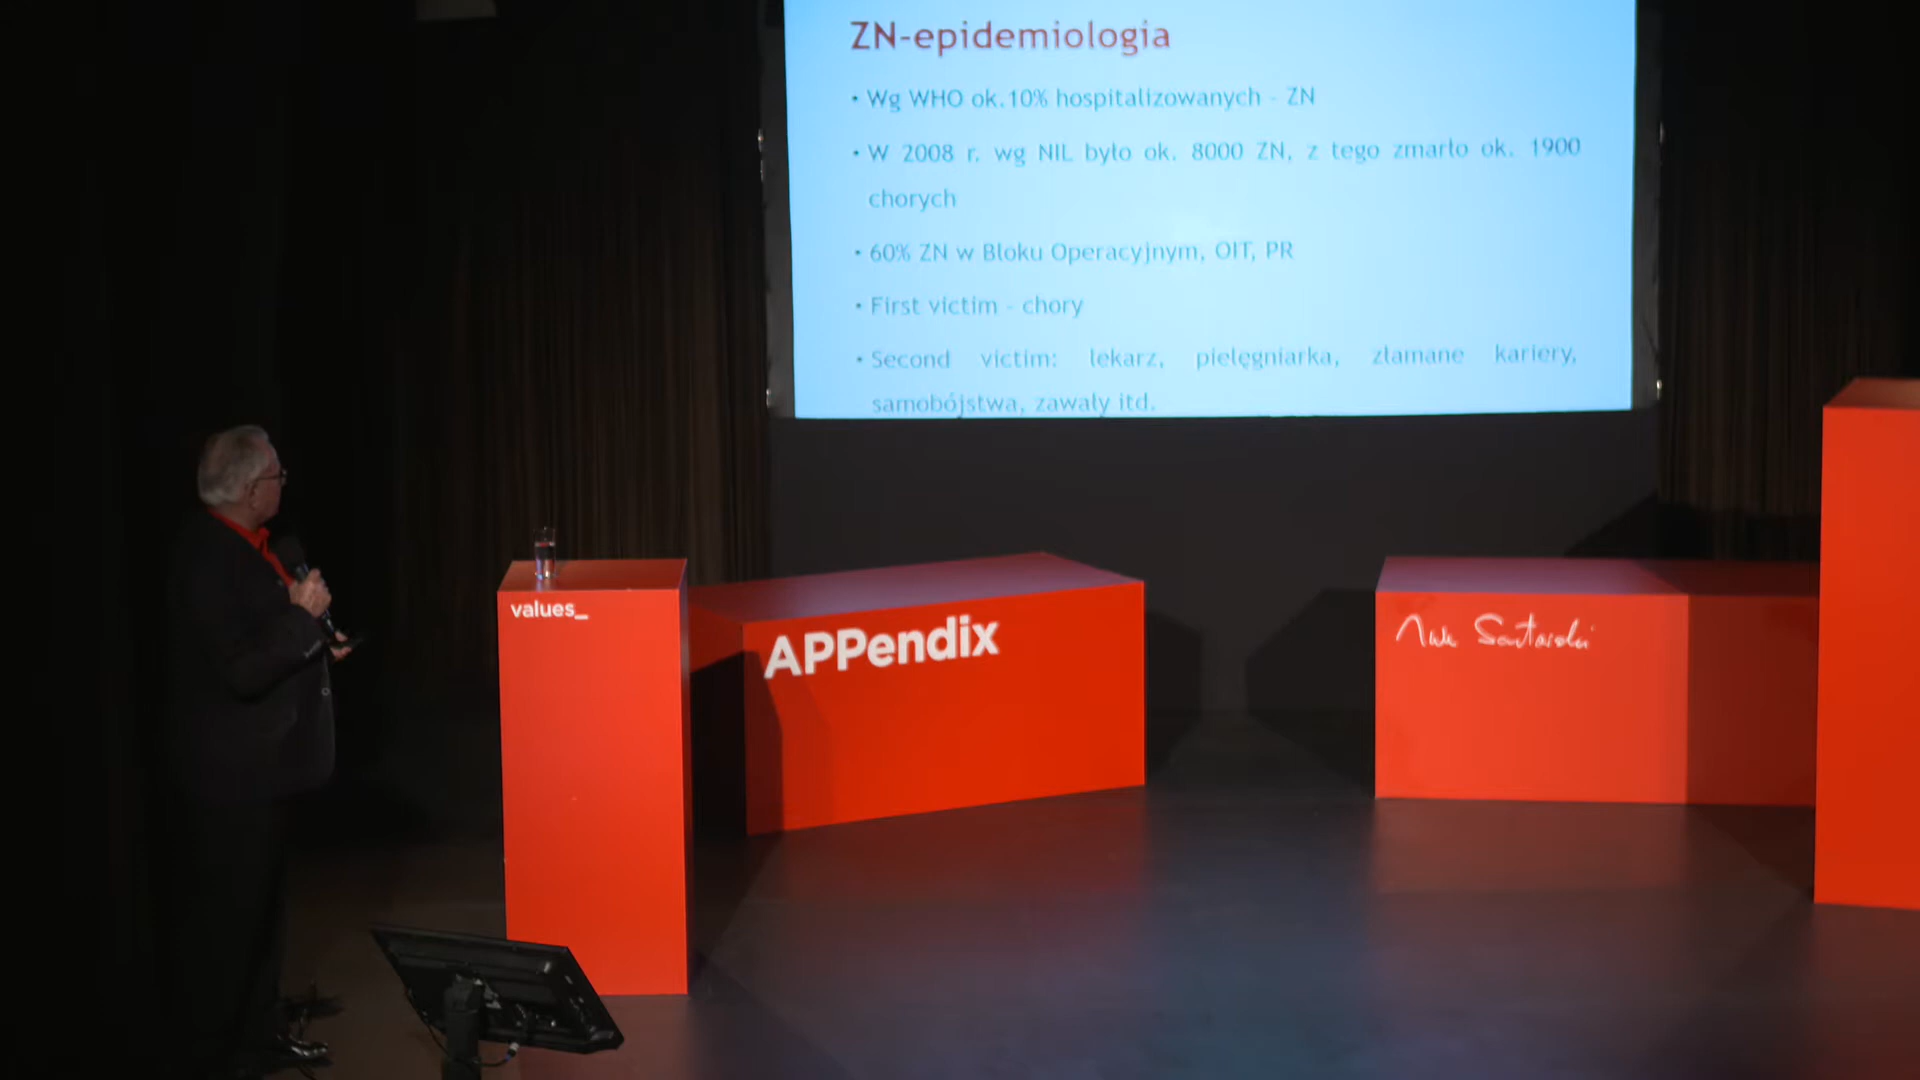 ZN-epidemiologia
• Wg WHO ok.10% hospitalizowanych - ZN
• W 2008 r. wg NIL było ok. 8000 ZN, z tego zmarło ok. 1900
chorych
• 60% ZN w Bloku Operacyjnym, OIT, PR
• First victim - chory
• Second victim: lekarz, pielęgniarka, złamane kariery,
samobójstwa, zawały itd.
values_
APPendix